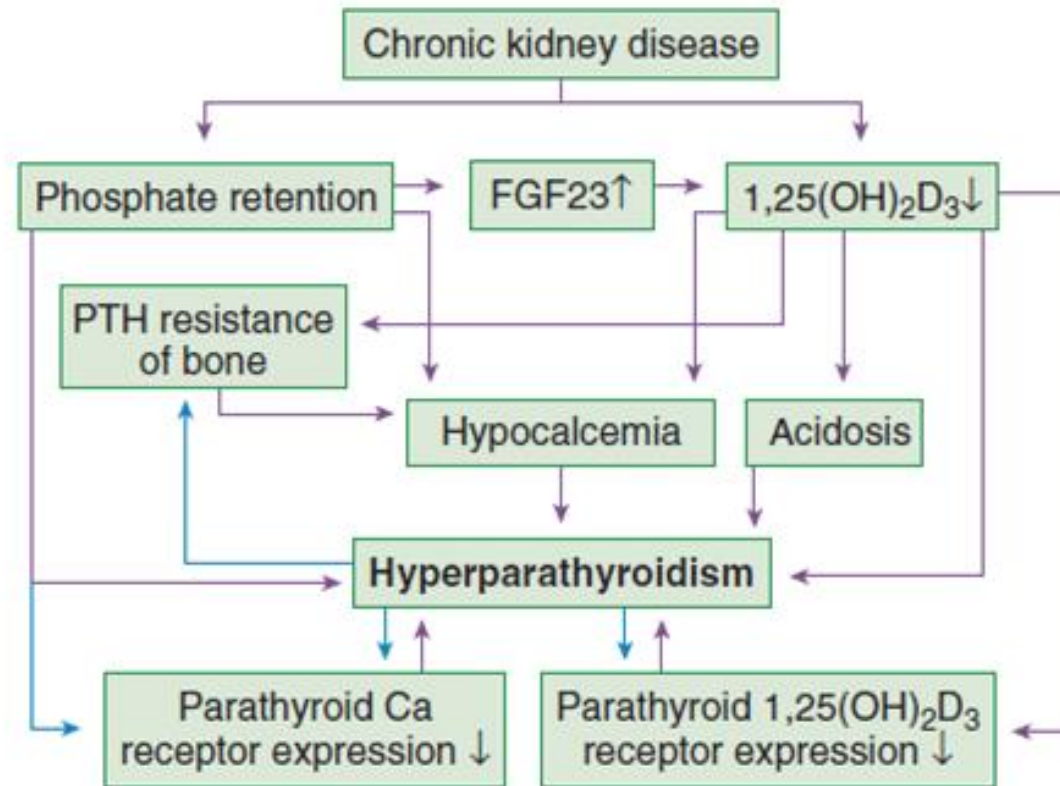 Chronic kidney disease
Phosphate retention
FGF23↑
1,25(OH)₂D₃↓
PTH resistance
of bone
Hypocalcemia
Acidosis
Hyperparathyroidism
Parathyroid Ca
receptor expression ↓
Parathyroid 1,25(OH)₂D₃
receptor expression ↓